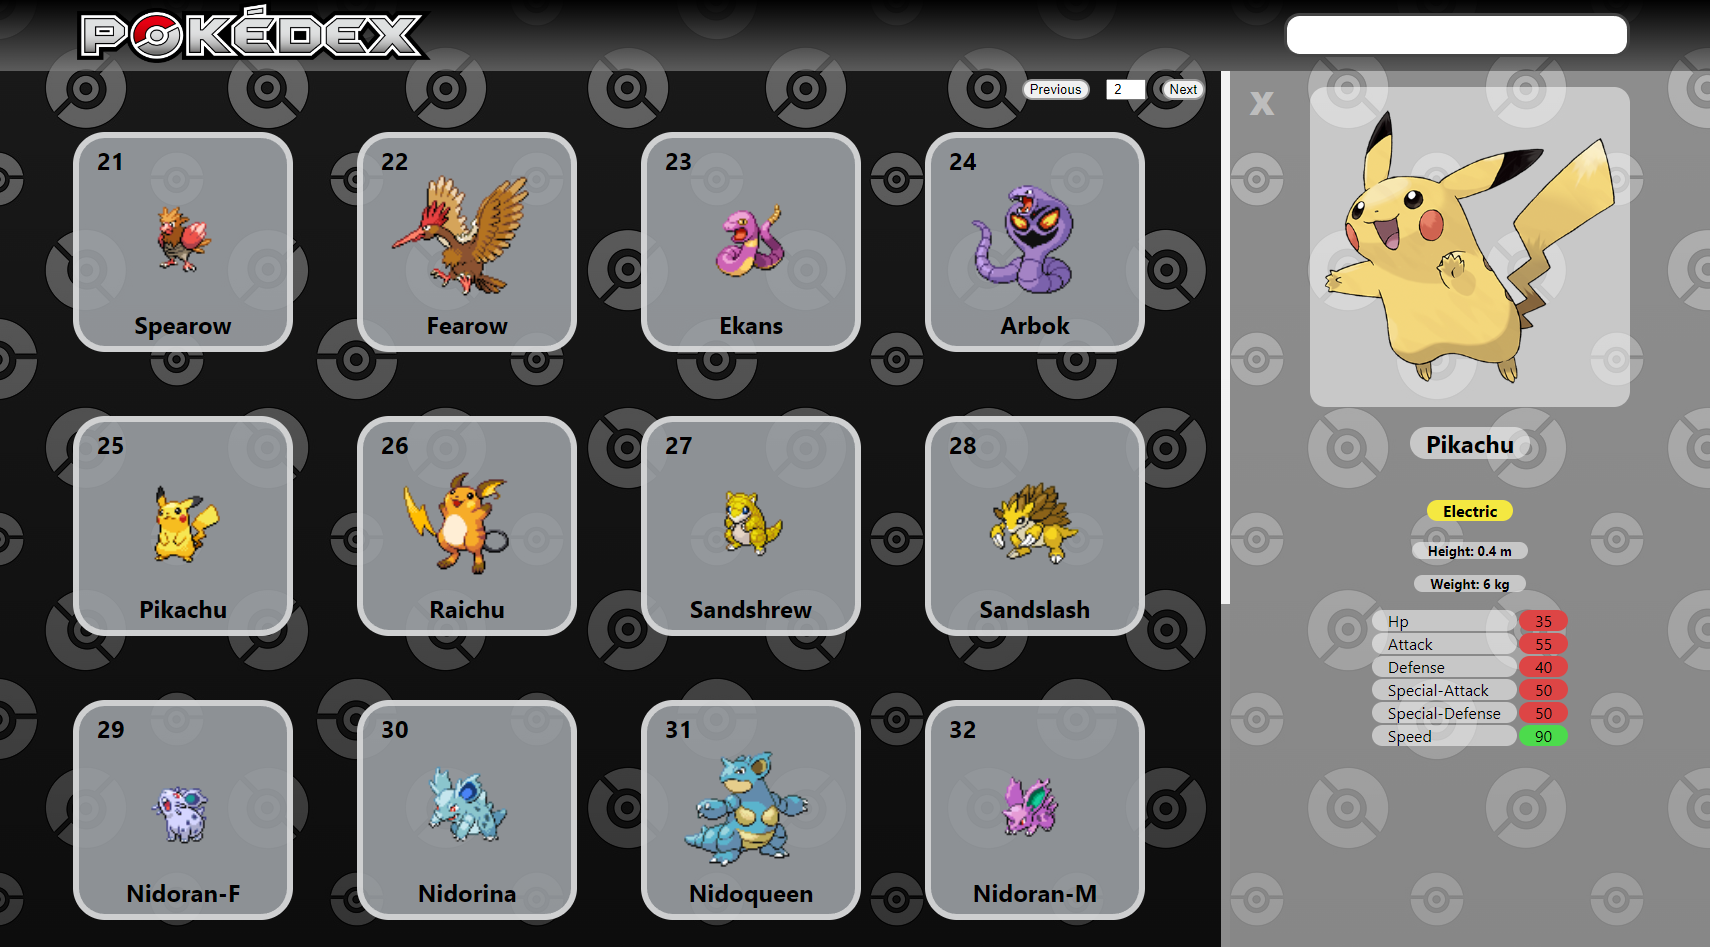 POKÉDEX
Previous 2 Next
21 22 23 24
Spearow Fearow Ekans Arbok
25 26 27 28
Pikachu Raichu Sandshrew Sandslash
29 30 31 32
Nidoran-F Nidorina Nidoqueen Nidoran-M
X
Pikachu
Electric
Height: 0.4 m
Weight: 6 kg
Hp 35
Attack 55
Defense 40
Special-Attack 50
Special-Defense 50
Speed 90